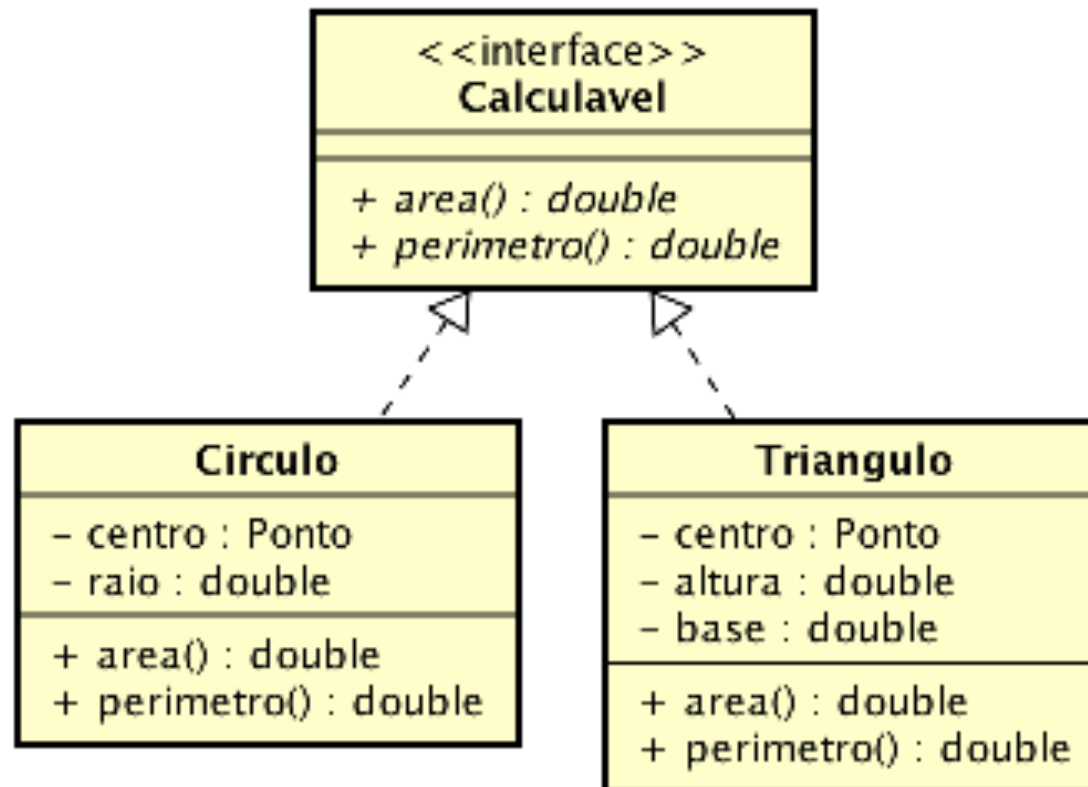 <<interface>>
Calculavel
+ area() : double
+ perimetro() : double
Circulo
- centro : Ponto
- raio : double
+ area() : double
+ perimetro() : double
Triangulo
- centro : Ponto
- altura : double
- base : double
+ area() : double
+ perimetro() : double